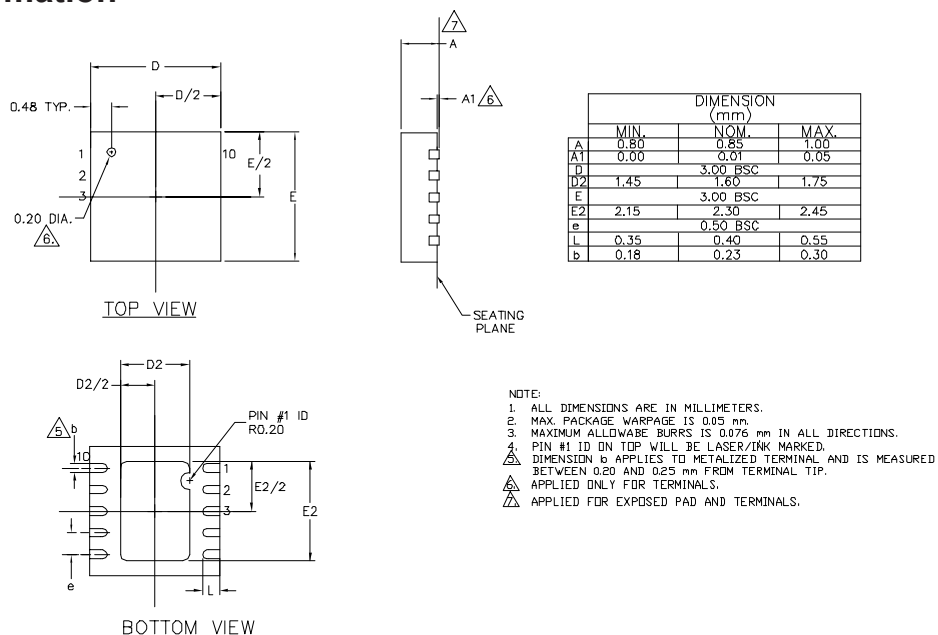 7
A
D
D/2
0.48 TYP.
A1 6
1
10
2
E/2
3
E
0.20 DIA.
6.
TOP VIEW
SEATING
PLANE
DIMENSION
(mm)
MIN. NOM. MAX.
A 0.80 0.85 1.00
A1 0.00 0.01 0.05
D 3.00 BSC
D2 1.45 1.60 1.75
E 3.00 BSC
E2 2.15 2.30 2.45
e 0.50 BSC
L 0.35 0.40 0.55
b 0.18 0.23 0.30
D2
D2/2
PIN #1 ID
R0.20
5 b
10
1
2
E2/2
3
E2
e
L
BOTTOM VIEW
NOTE:
1. ALL DIMENSIONS ARE IN MILLIMETERS.
2. MAX. PACKAGE WARPAGE IS 0.05 mm.
3. MAXIMUM ALLOWABE BURRS IS 0.076 mm IN ALL DIRECTIONS.
4. PIN #1 ID ON TOP WILL BE LASER/INK MARKED.
5. DIMENSION b APPLIES TO METALIZED TERMINAL AND IS MEASURED
BETWEEN 0.20 AND 0.25 mm FROM TERMINAL TIP.
6. APPLIED ONLY FOR TERMINALS.
7. APPLIED FOR EXPOSED PAD AND TERMINALS.